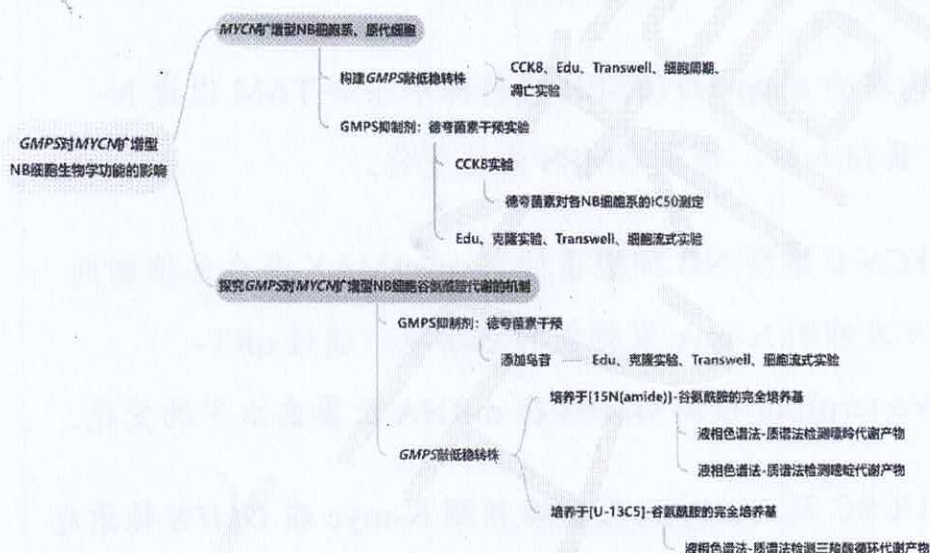 MYCN扩增型NB细胞系、原代细胞
构建GMPS敲低稳转株
CCK8、Edu、Transwell、细胞周期、
凋亡实验
GMPS抑制剂：德夸菌素干预实验
CCK8实验
德夸菌素对各NB细胞系的IC50测定
Edu、克隆实验、Transwell、细胞流式实验
GMPS对MYCN扩增型
NB细胞生物学功能的影响
探究GMPS对MYCN扩增型NB细胞谷氨酰胺代谢的机制
GMPS抑制剂：德夸菌素干预
添加鸟苷
Edu、克隆实验、Transwell、细胞流式实验
GMPS敲低稳转株
培养于[15N(amide)]-谷氨酰胺的完全培养基
液相色谱法-质谱法检测嘌呤代谢产物
液相色谱法-质谱法检测嘧啶代谢产物
培养于[U-13C5]-谷氨酰胺的完全培养基
液相色谱法-质谱法检测三羧酸循环代谢产物